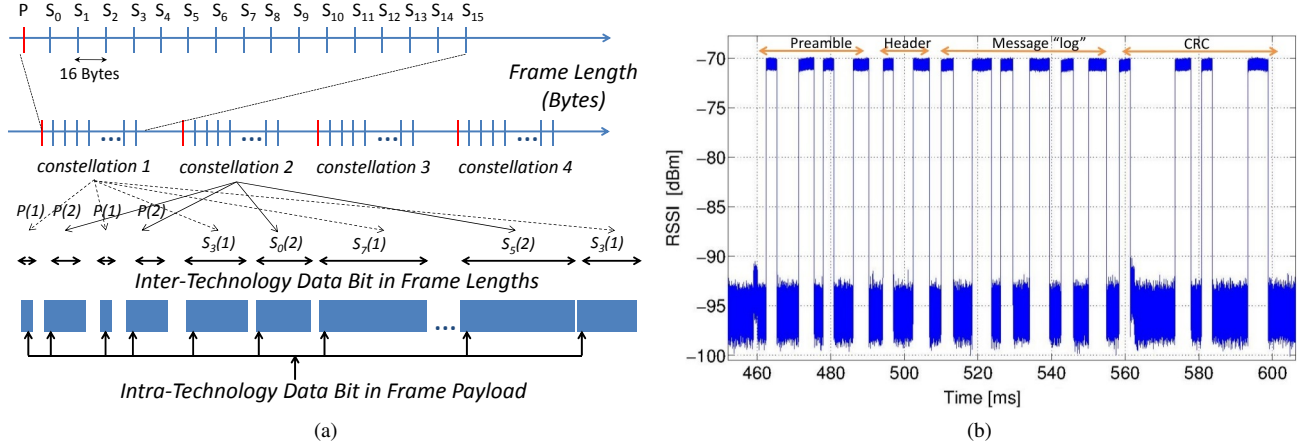 P S₀ S₁ S₂ S₃ S₄ S₅ S₆ S₇ S₈ S₉ S₁₀ S₁₁ S₁₂ S₁₃ S₁₄ S₁₅
16 Bytes
Frame Length
(Bytes)
... ... ... ...
constellation 1 constellation 2 constellation 3 constellation 4
P(1) P(2) P(1) P(2)
S₃(1) S₀(2) S₇(1) S₅(2) S₃(1)
Inter-Technology Data Bit in Frame Lengths
...
Intra-Technology Data Bit in Frame Payload
(a)
Preamble Header Message "log" CRC
−70
−75
−80
−85
−90
−95
−100
RSSI [dBm]
460 480 500 520 540 560 580 600
Time [ms]
(b)